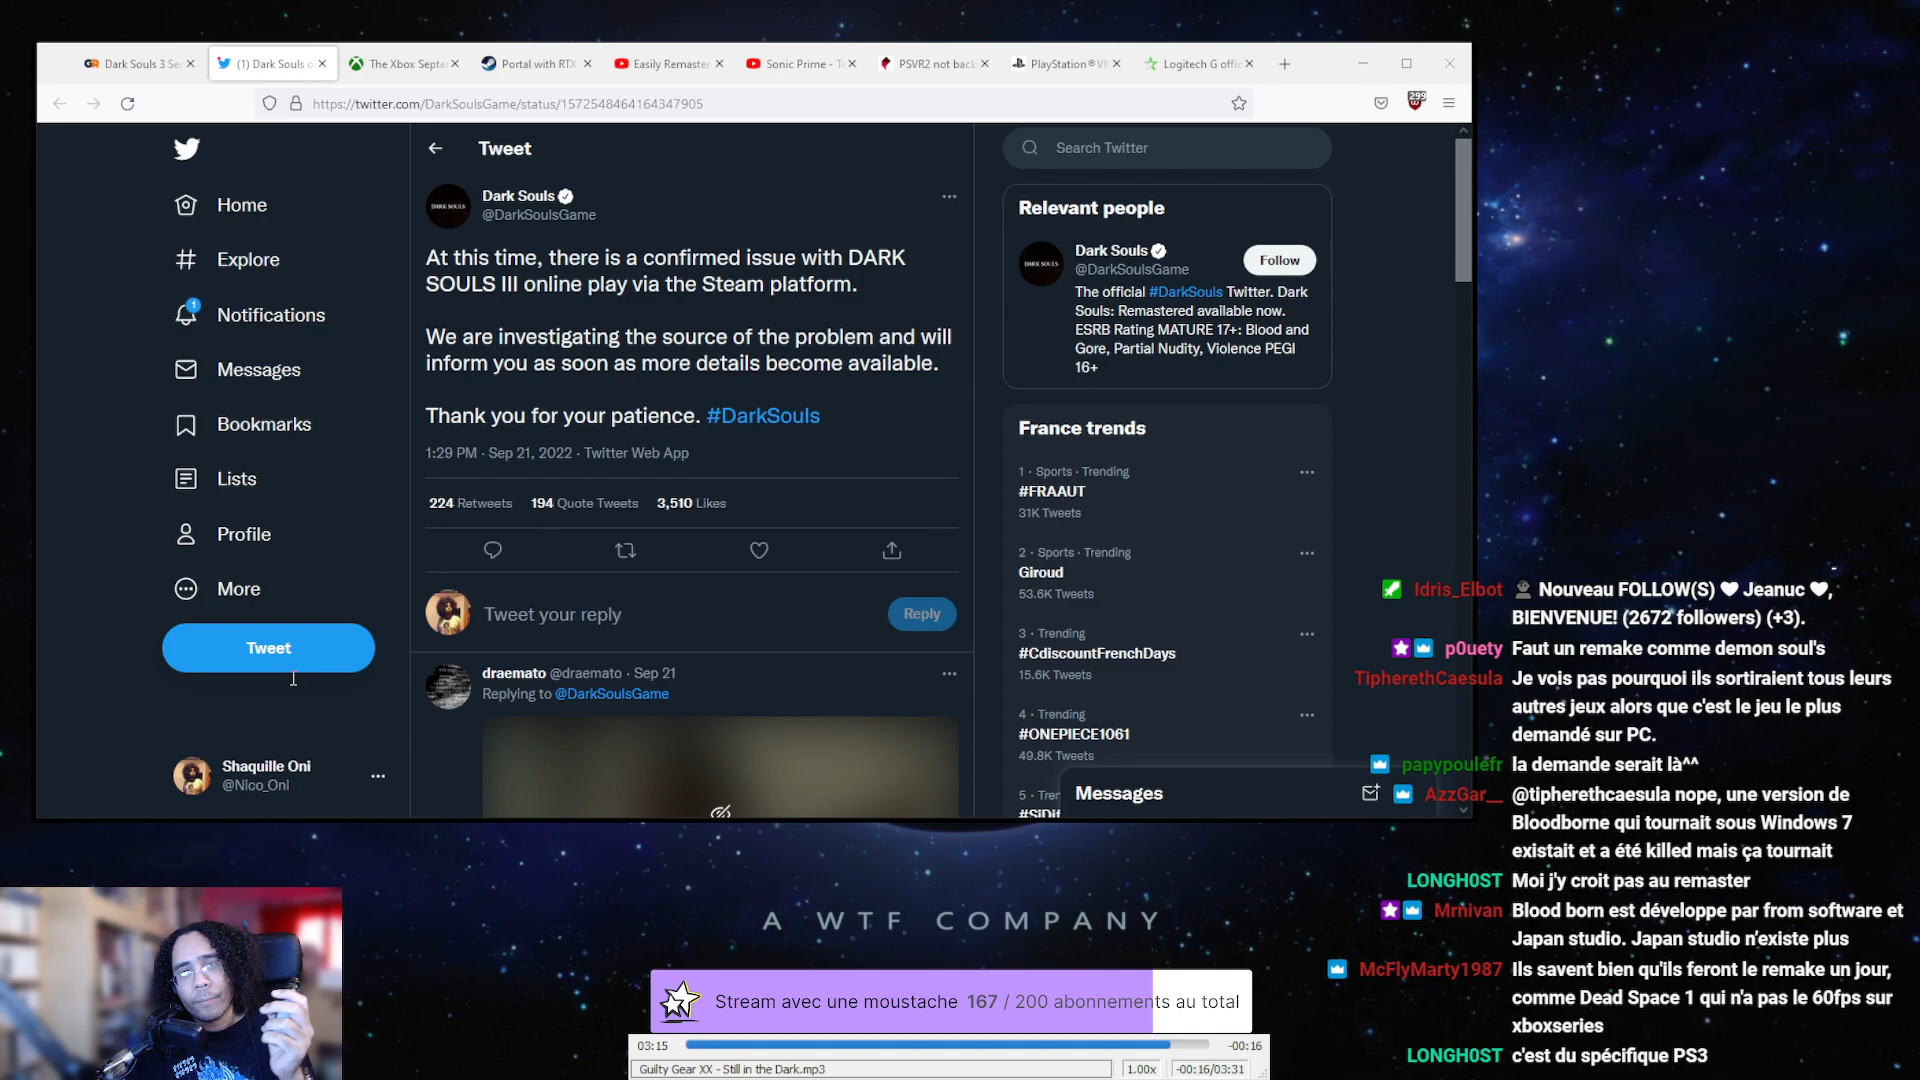 Dark Souls 3 Ser
(1) Dark Souls o
The Xbox Septe
Portal with RTX
Easily Remaster
Sonic Prime - Te
PSVR2 not back
PlayStation®VR
Logitech G offic
https://twitter.com/DarkSoulsGame/status/1572548464164347905
299
Home
Explore
1
Notifications
Messages
Bookmarks
Lists
Profile
More
Tweet
Shaquille Oni
@Nico_Oni
Tweet
DARK SOULS
Dark Souls
@DarkSoulsGame
At this time, there is a confirmed issue with DARK
SOULS III online play via the Steam platform.
We are investigating the source of the problem and will
inform you as soon as more details become available.
Thank you for your patience. #DarkSouls
1:29 PM · Sep 21, 2022 · Twitter Web App
224 Retweets 194 Quote Tweets 3,510 Likes
Tweet your reply
Reply
draemato @draemato · Sep 21
Replying to @DarkSoulsGame
Search Twitter
Relevant people
DARK SOULS
Dark Souls
@DarkSoulsGame
Follow
The official #DarkSouls Twitter. Dark
Souls: Remastered available now.
ESRB Rating MATURE 17+: Blood and
Gore, Partial Nudity, Violence PEGI
16+
France trends
1 · Sports · Trending
#FRAAUT
31K Tweets
2 · Sports · Trending
Giroud
53.6K Tweets
3 · Trending
#CdiscountFrenchDays
15.6K Tweets
4 · Trending
#ONEPIECE1061
49.8K Tweets
5 · Tren
Messages
Idris_Elbot Nouveau FOLLOW(S) Jeanuc ,
BIENVENUE! (2672 followers) (+3).
p0uety Faut un remake comme demon soul's
TipherethCaesula Je vois pas pourquoi ils sortiraient tous leurs
autres jeux alors que c'est le jeu le plus
demandé sur PC.
papypoulefr la demande serait là^^
AzzGar__ @tipherethcaesula nope, une version de
Bloodborne qui tournait sous Windows 7
existait et a été killed mais ça tournait
LONGH0ST Moi j'y croit pas au remaster
Mrnivan Blood born est développe par from software et
Japan studio. Japan studio n'existe plus
McFlyMarty1987 Ils savent bien qu'ils feront le remake un jour,
comme Dead Space 1 qui n'a pas le 60fps sur
xboxseries
LONGH0ST c'est du spécifique PS3
A WTF COMPANY
Stream avec une moustache 167 / 200 abonnements au total
03:15
-00:16
Guilty Gear XX - Still in the Dark.mp3
1.00x
-00:16/03:31